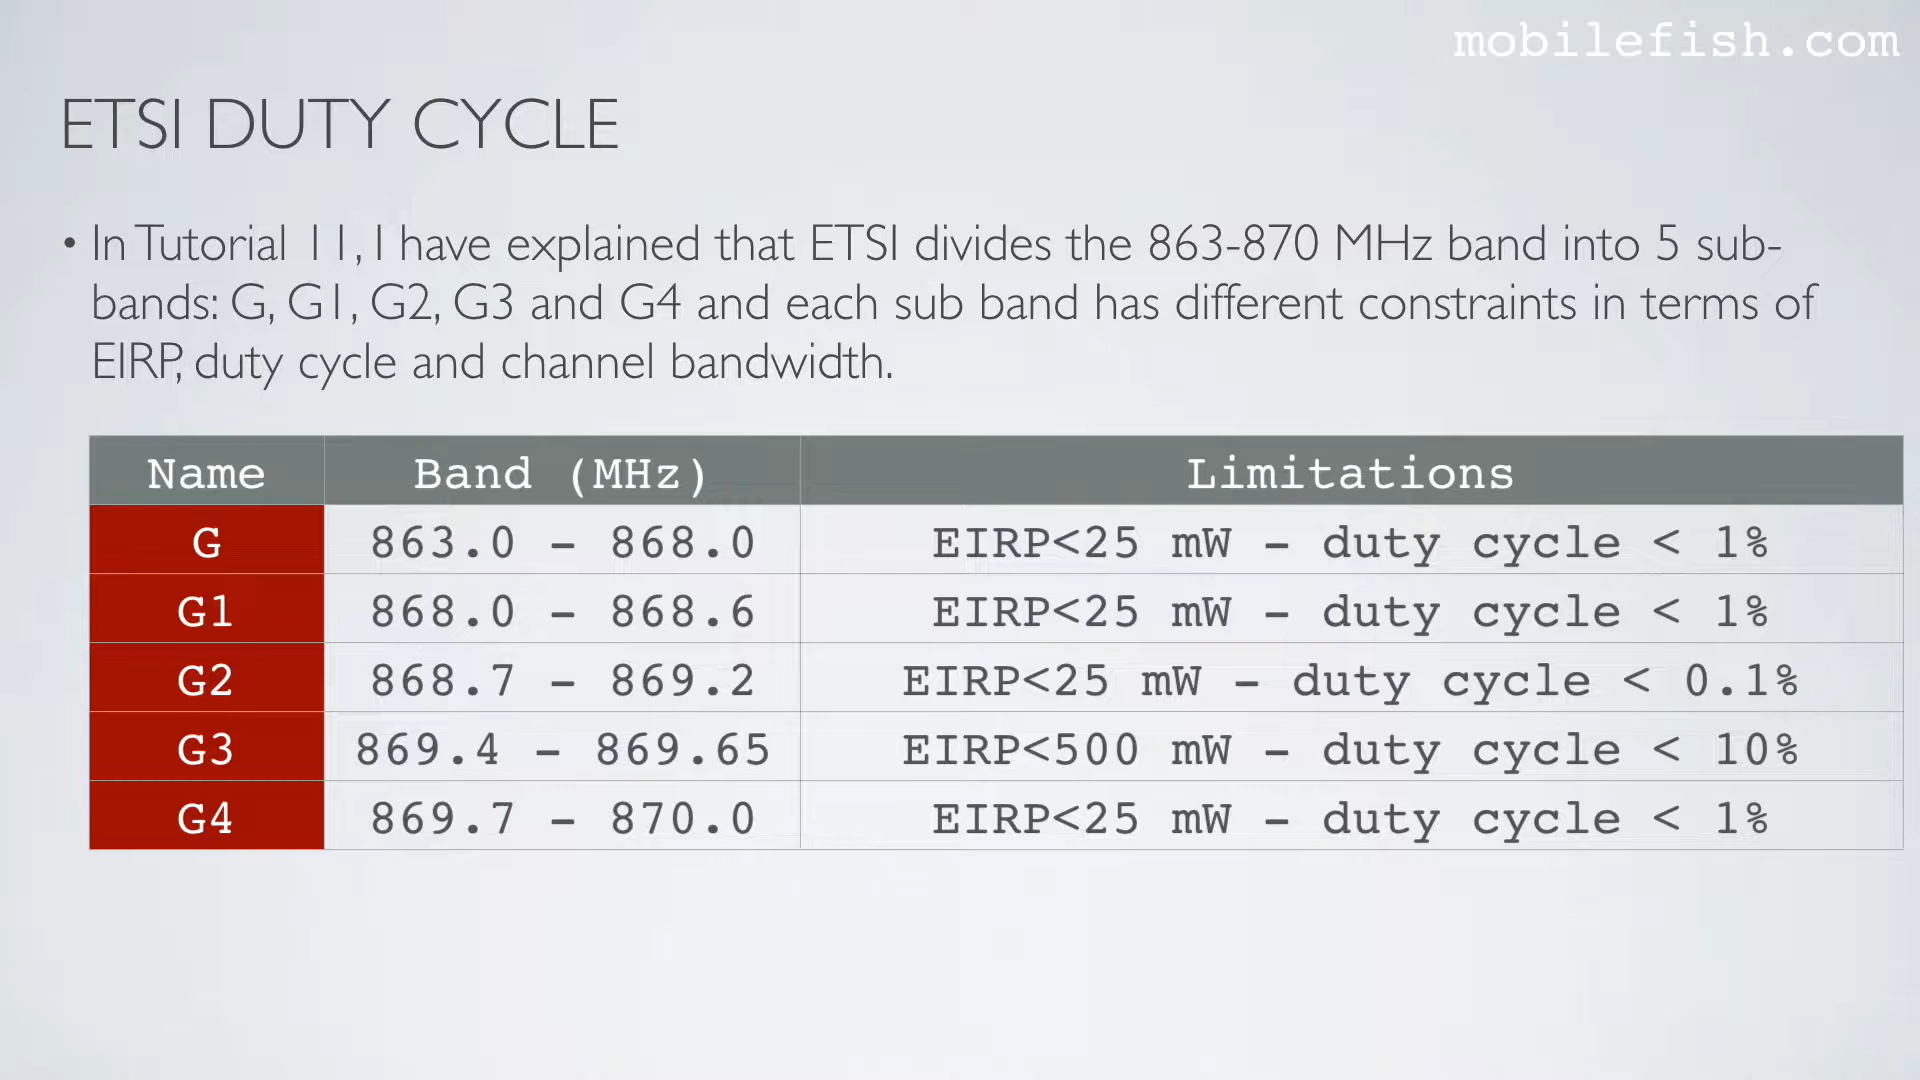 mobilefish.com
ETSI DUTY CYCLE
• In Tutorial 11, I have explained that ETSI divides the 863-870 MHz band into 5 sub-
bands: G, G1, G2, G3 and G4 and each sub band has different constraints in terms of
EIRP, duty cycle and channel bandwidth.
Name Band (MHz) Limitations
G 863.0 - 868.0 EIRP<25 mW - duty cycle < 1%
G1 868.0 - 868.6 EIRP<25 mW - duty cycle < 1%
G2 868.7 - 869.2 EIRP<25 mW - duty cycle < 0.1%
G3 869.4 - 869.65 EIRP<500 mW - duty cycle < 10%
G4 869.7 - 870.0 EIRP<25 mW - duty cycle < 1%